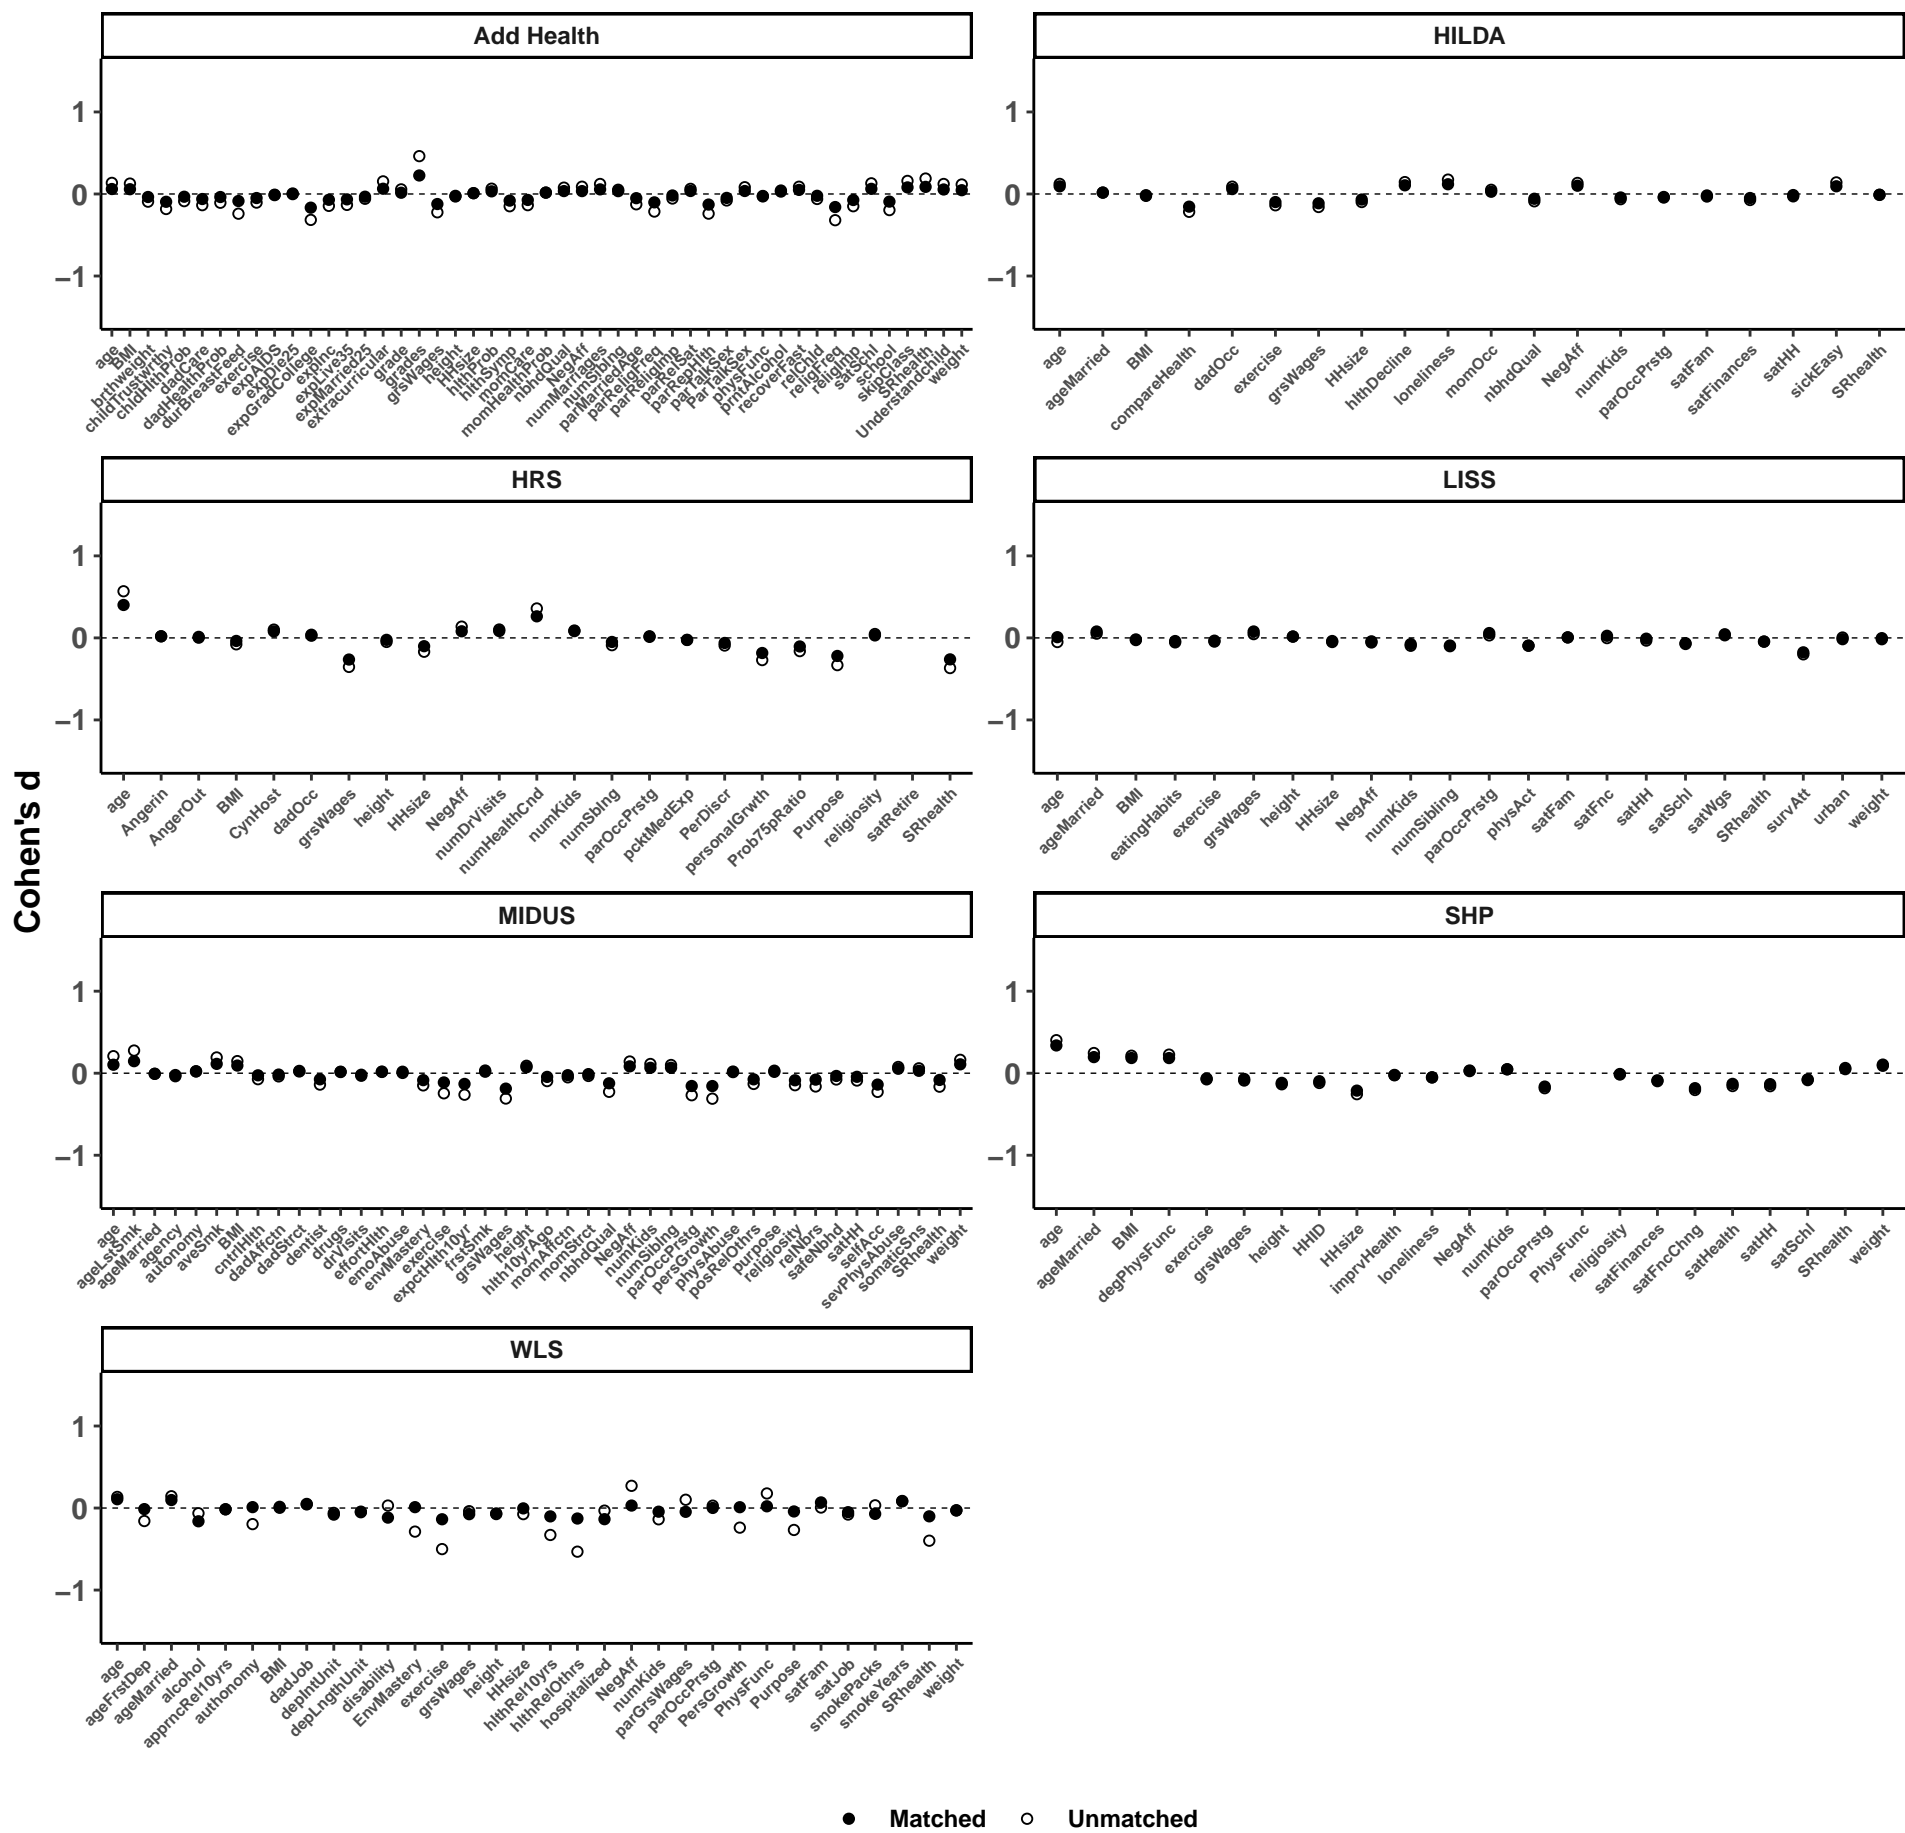 Add Health
HILDA
1
0
−1
1
0
−1
age
BMI
brthweight
childTrustwrthy
chldHlthProb
dadCare
dadHealthProb
durBreastFeed
exercise
expAIDS
expDie25
expGradCollege
expInc
expLive35
expMarried25
extracurricular
grade
grades
grsWages
height
HHsize
hlthProb
hlthSymp
momCare
momHealthProb
nbhdQual
NegAff
numMarriages
numSibling
parMarriedAge
parReligFreq
parReligImp
parRelSat
parRepHlth
parTalkSex
ParTalkSex
physFunc
prntAlcohol
recoverFast
relChld
religFreq
religImp
satSchl
school
skipClass
SRhealth
Understandchild
weight
age
ageMarried
BMI
compareHealth
dadOcc
exercise
grsWages
HHsize
hlthDecline
loneliness
momOcc
nbhdQual
NegAff
numKids
parOccPrstg
satFam
satFinances
satHH
sickEasy
SRhealth
HRS
LISS
1
0
−1
1
0
−1
age
Angerin
AngerOut
BMI
CynHost
dadOcc
grsWages
height
HHsize
NegAff
numDrVisits
numHealthCnd
numKids
numSiblng
parOccPrstg
pcktMedExp
PerDiscr
personalGrwth
Prob75pRatio
Purpose
religiosity
satRetire
SRhealth
age
ageMarried
BMI
eatingHabits
exercise
grsWages
height
HHsize
NegAff
numKids
numSibling
parOccPrstg
physAct
satFam
satFnc
satHH
satSchl
satWgs
SRhealth
survAtt
urban
weight
Cohen's d
MIDUS
SHP
1
0
−1
1
0
−1
age
ageLstSmk
ageMarried
agency
autonomy
aveSmk
BMI
cntrlHlth
dadAffctn
dadStrct
dentist
drugs
drVisits
effortHlth
emoAbuse
envMastery
exercise
expctHlth10yr
frstSmk
grsWages
height
hlth10yrAgo
momAffctn
momStrct
nbhdQual
NegAff
numKids
numSiblng
parOccPrstg
persGrowth
physAbuse
posRelOthrs
purpose
religiosity
relNbrs
safeNbhd
satHH
selfAcc
sevPhysAbuse
somaticSns
SRhealth
weight
age
ageMarried
BMI
degPhysFunc
exercise
grsWages
height
HHID
HHsize
imprvHealth
loneliness
NegAff
numKids
parOccPrstg
PhysFunc
religiosity
satFinances
satFncChng
satHealth
satHH
satSchl
SRhealth
weight
WLS
1
0
−1
age
ageFrstDep
ageMarried
alcohol
apprncRel10yrs
authonomy
BMI
dadJob
depIntUnit
depLngthUnit
disability
EnvMastery
exercise
grsWages
height
HHsize
hlthRel10yrs
hlthRelOthrs
hospitalized
NegAff
numKids
parGrsWages
parOccPrstg
PersGrowth
PhysFunc
Purpose
satFam
satJob
smokePacks
smokeYears
SRhealth
weight
Matched
Unmatched